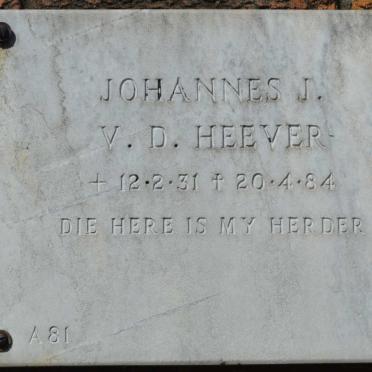 JOHANNES J.
V. D. HEEVER
+ 12·2·31 ✝ 20·4·84
DIE HERE IS MY HERDER
A 81